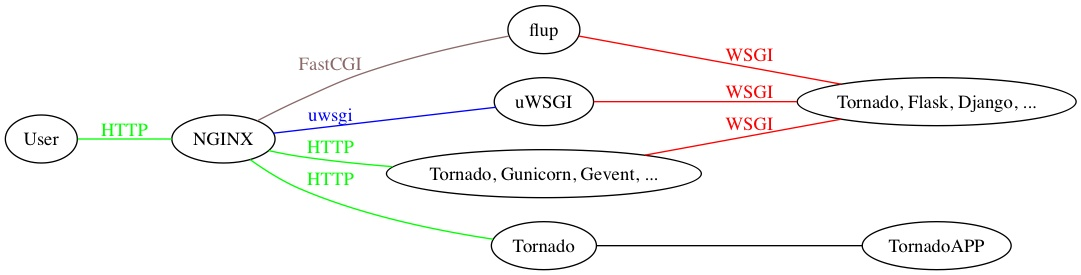 flup
WSGI
FastCGI
uWSGI
WSGI
Tornado, Flask, Django, ...
uwsgi
WSGI
User
HTTP
NGINX
HTTP
Tornado, Gunicorn, Gevent, ...
HTTP
Tornado
TornadoAPP